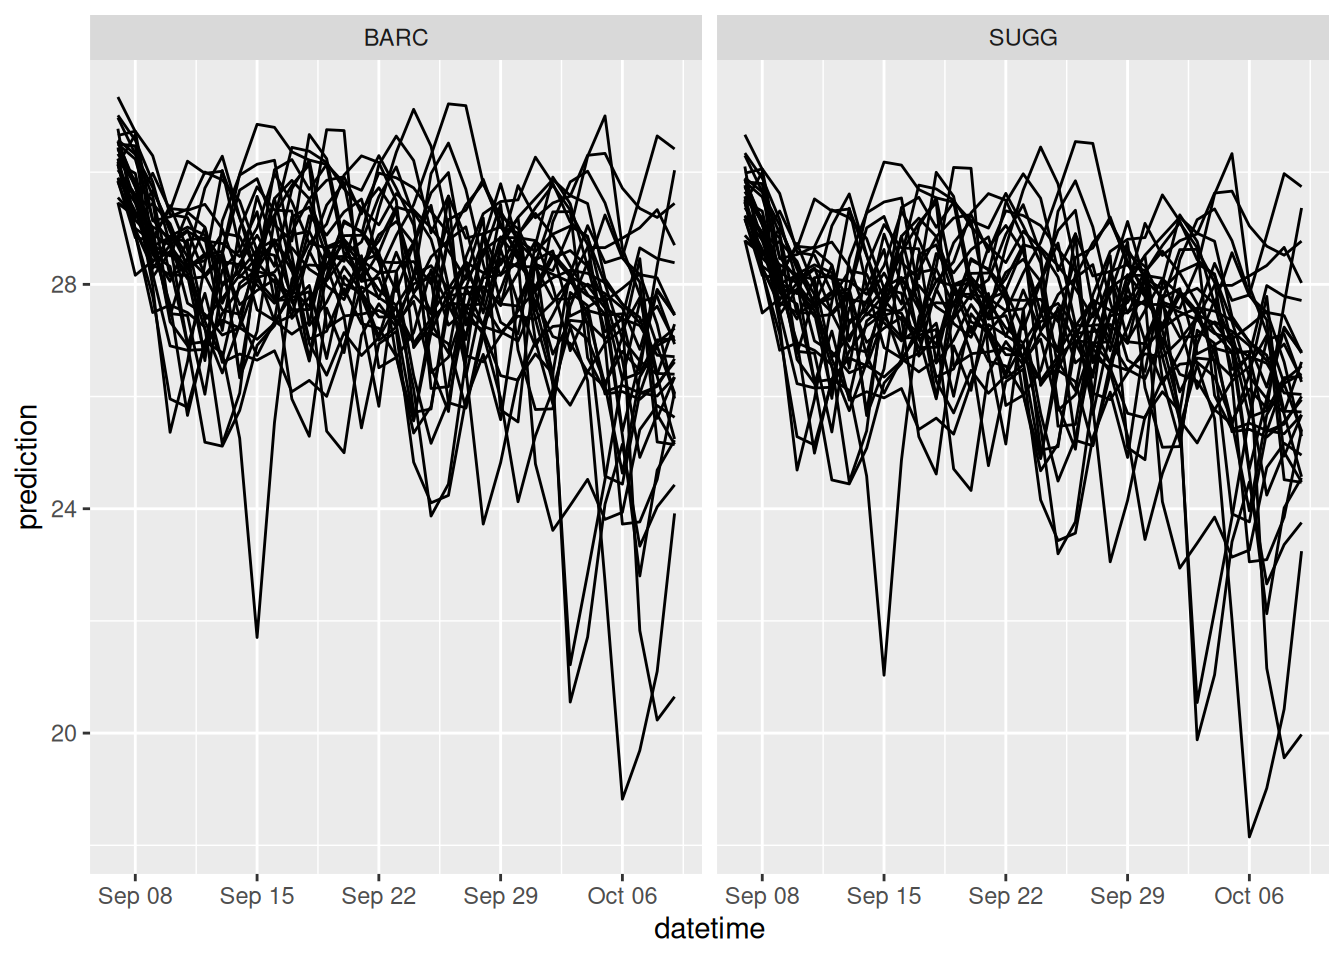 BARC
SUGG
prediction
28
24
20
Sep 08
Sep 15
Sep 22
Sep 29
Oct 06
Sep 08
Sep 15
Sep 22
Sep 29
Oct 06
datetime